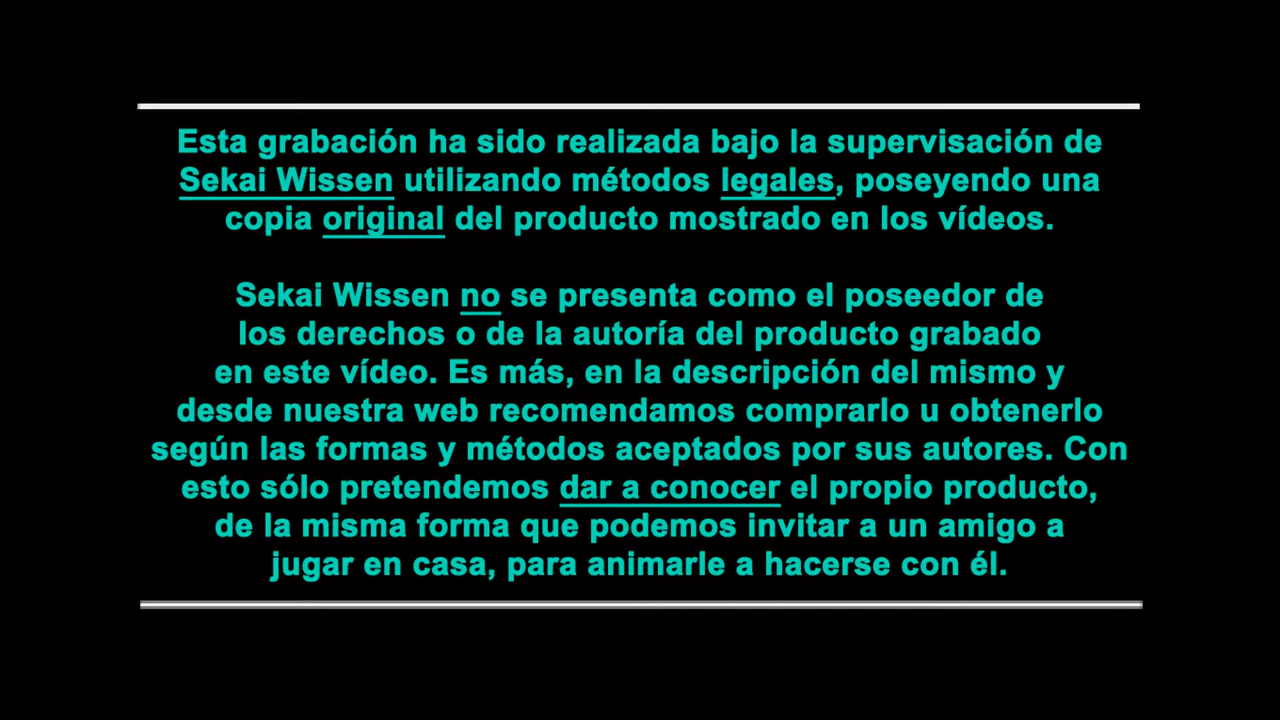 Esta grabación ha sido realizada bajo la supervisación de
Sekai Wissen utilizando métodos legales, poseyendo una
copia original del producto mostrado en los vídeos.
Sekai Wissen no se presenta como el poseedor de
los derechos o de la autoría del producto grabado
en este vídeo. Es más, en la descripción del mismo y
desde nuestra web recomendamos comprarlo u obtenerlo
según las formas y métodos aceptados por sus autores. Con
esto sólo pretendemos dar a conocer el propio producto,
de la misma forma que podemos invitar a un amigo a
jugar en casa, para animarle a hacerse con él.